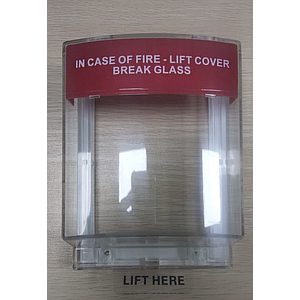 IN CASE OF FIRE - LIFT COVER
BREAK GLASS
LIFT HERE